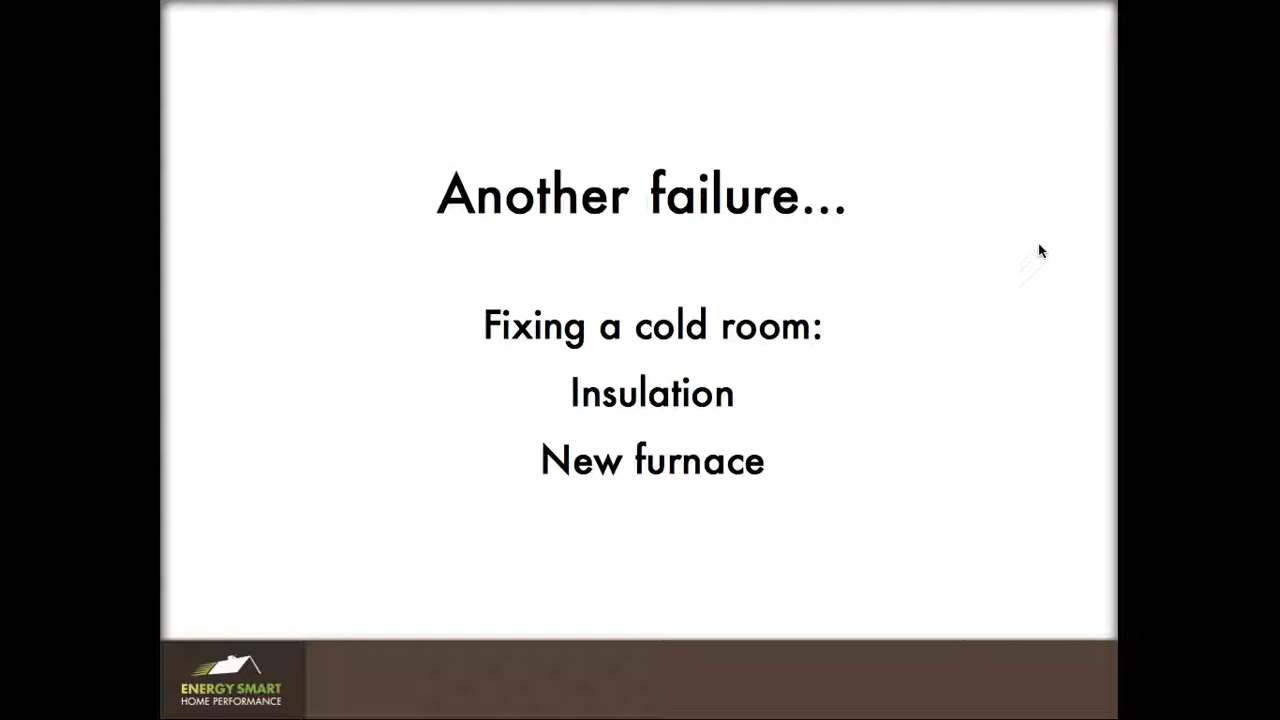 Another failure...
Fixing a cold room:
Insulation
New furnace
ENERGY SMART
HOME PERFORMANCE